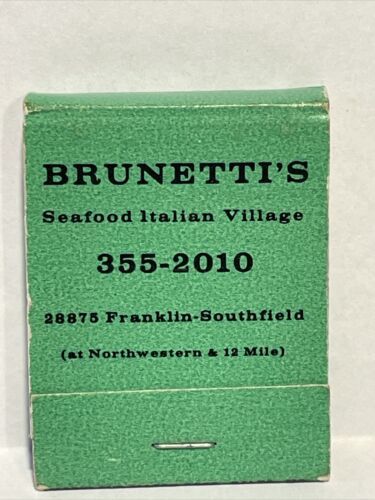 BRUNETTI'S
Seafood Italian Village
355-2010
28875 Franklin-Southfield
(at Northwestern & 12 Mile)